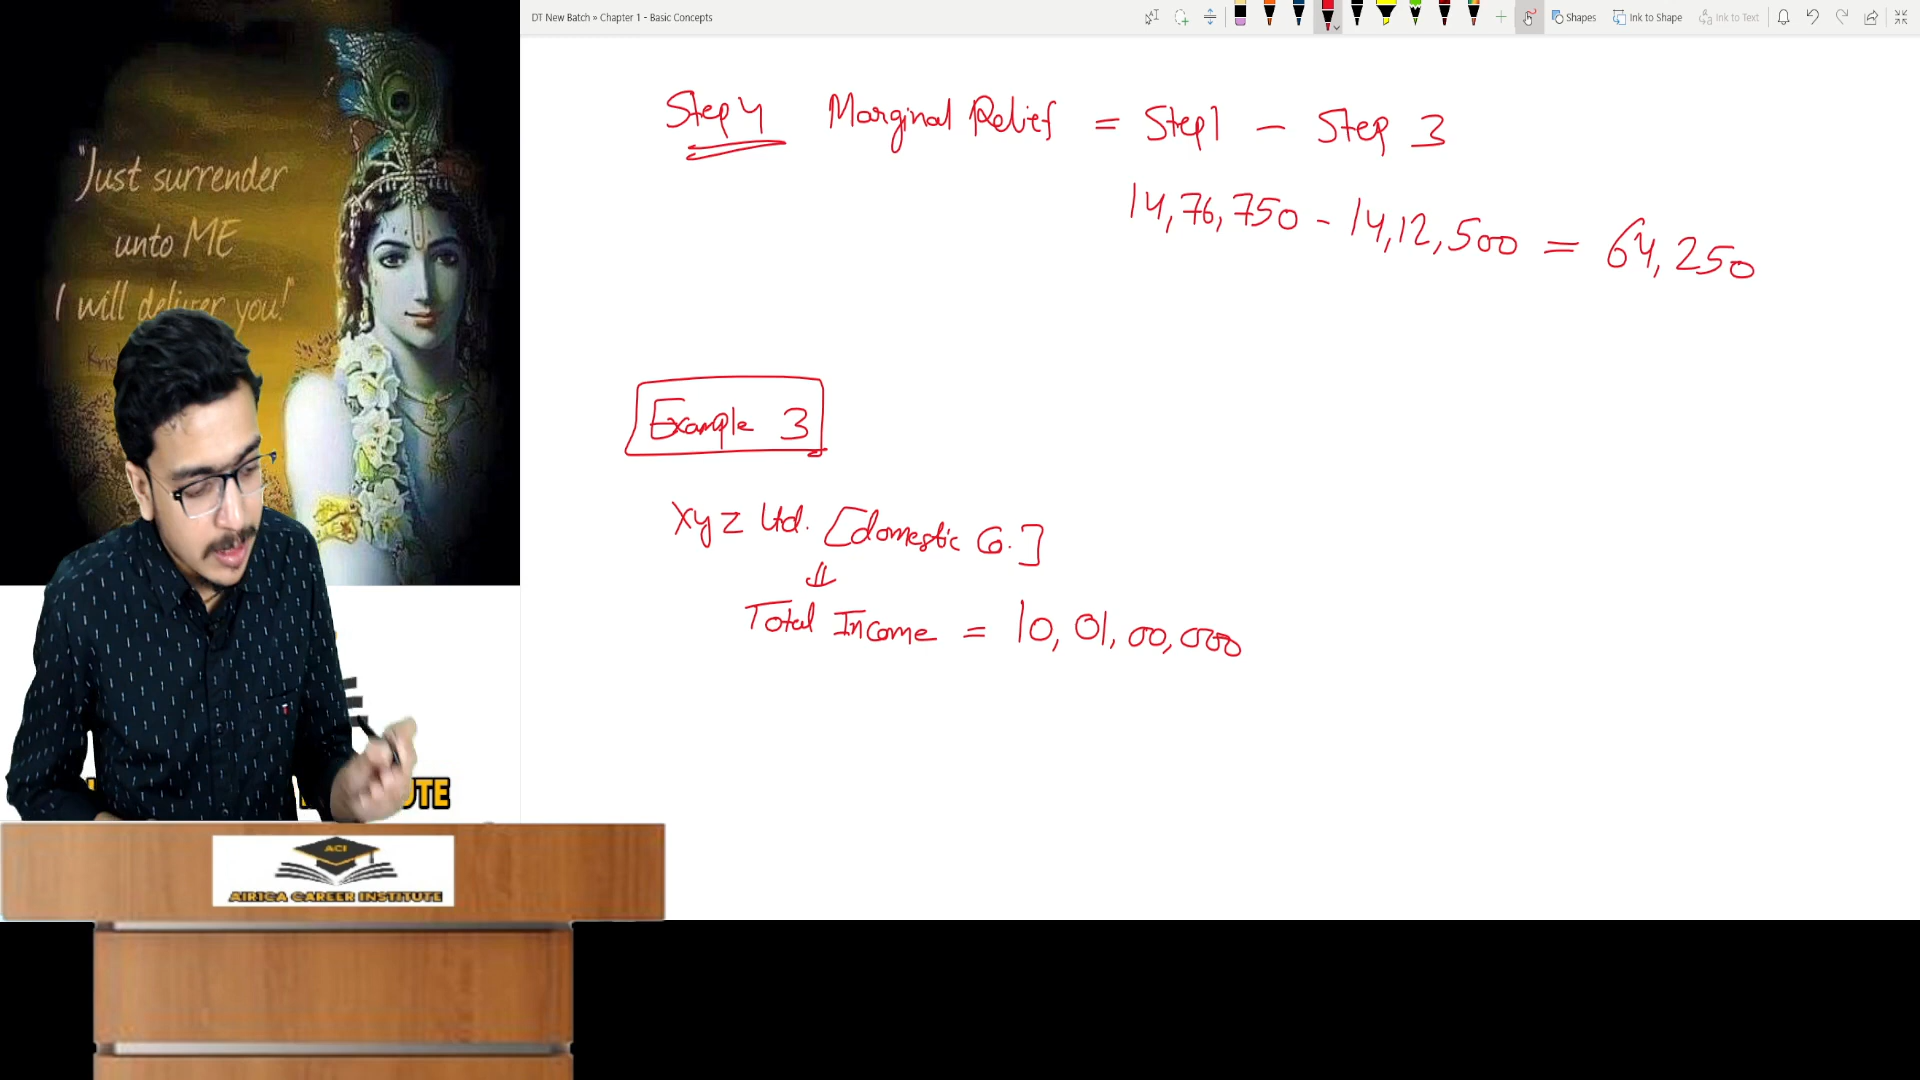 DT New Batch » Chapter 1 - Basic Concepts
Shapes
Ink to Shape
Ink to Text
Step 4 Marginal Relief = Step 1 - Step 3
14,76,750 - 14,12,500 = 64,250
"Just surrender
unto ME
I will deliver you!"
Example 3
Xyz Ltd. [domestic Co.]
⇓
Total Income = 10,01,00,000
ACI
AIRICA CAREER INSTITUTE